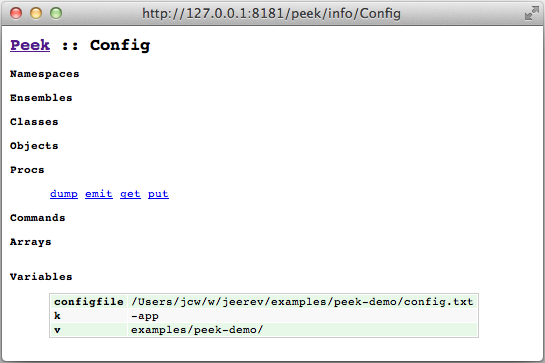 http://127.0.0.1:8181/peek/info/Config
Peek :: Config
Namespaces
Ensembles
Classes
Objects
Procs
dump emit get put
Commands
Arrays
Variables
configfile /Users/jcw/w/jeerev/examples/peek-demo/config.txt
k -app
v examples/peek-demo/